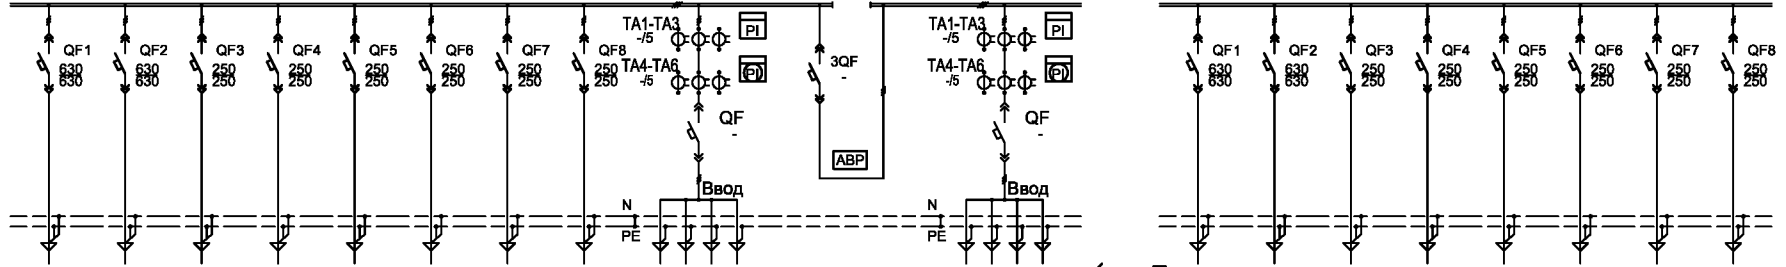 QF1
630
630
QF2
630
630
QF3
250
250
QF4
250
250
QF5
250
250
QF6
250
250
QF7
250
250
QF8
250
250
TA1-TA3
-/5
PI
TA4-TA6
-/5
PI
QF
-
Ввод
N
PE
3QF
-
АВР
TA1-TA3
-/5
PI
TA4-TA6
-/5
PI
QF
-
Ввод
N
PE
QF1
630
630
QF2
630
630
QF3
250
250
QF4
250
250
QF5
250
250
QF6
250
250
QF7
250
250
QF8
250
250